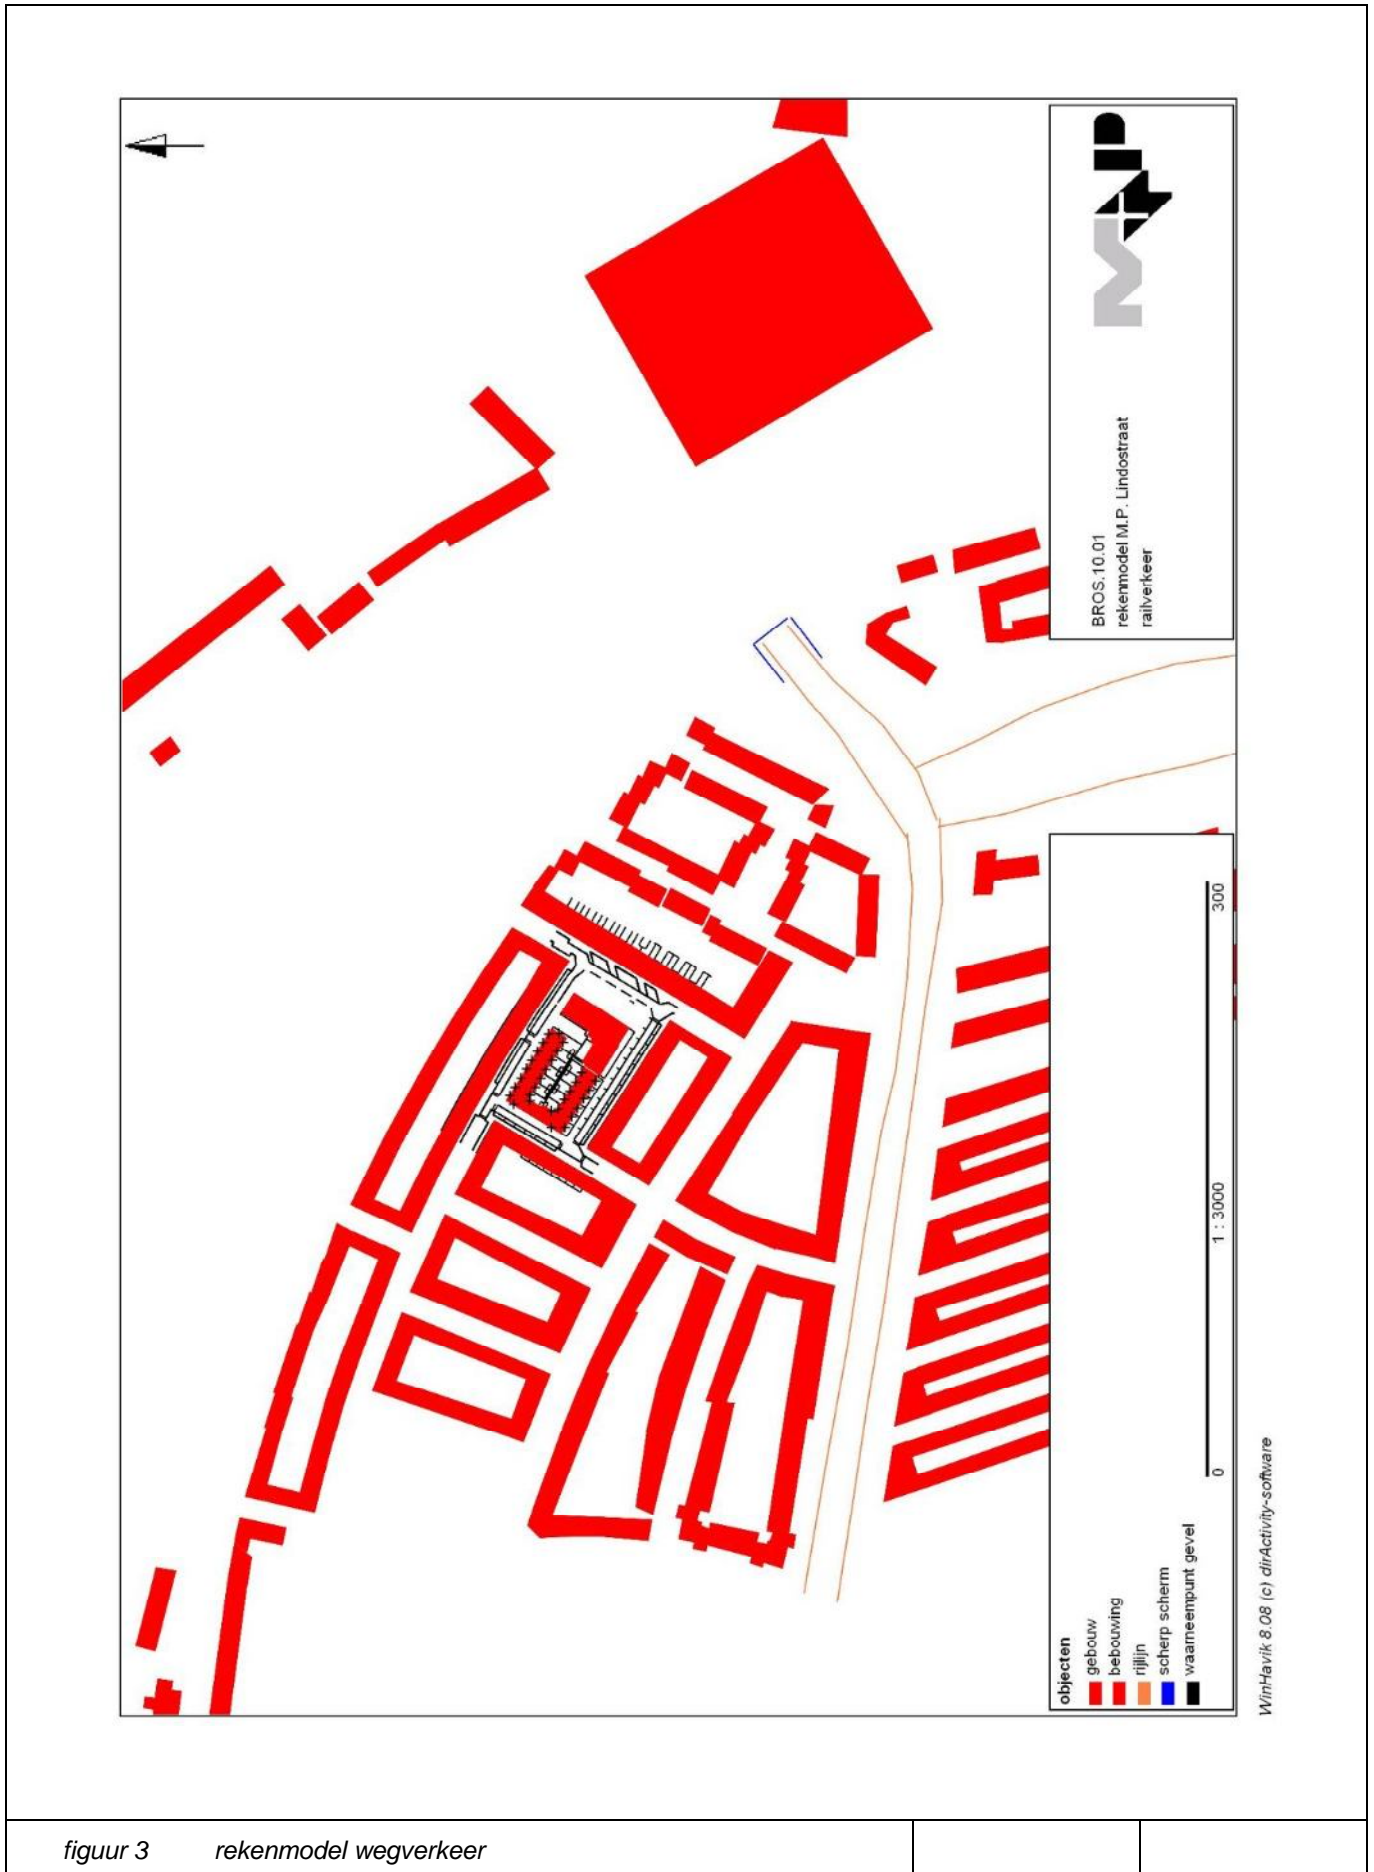 M+P
BROS.10.01
rekenmodel M.P. Lindostraat
railverkeer
objecten
gebouw
bebouwing
rijlijn
scherp scherm
waarneempunt gevel
0
1 : 3000
300
WinHavik 8.08 (c) dirActivity-software
figuur 3 rekenmodel wegverkeer